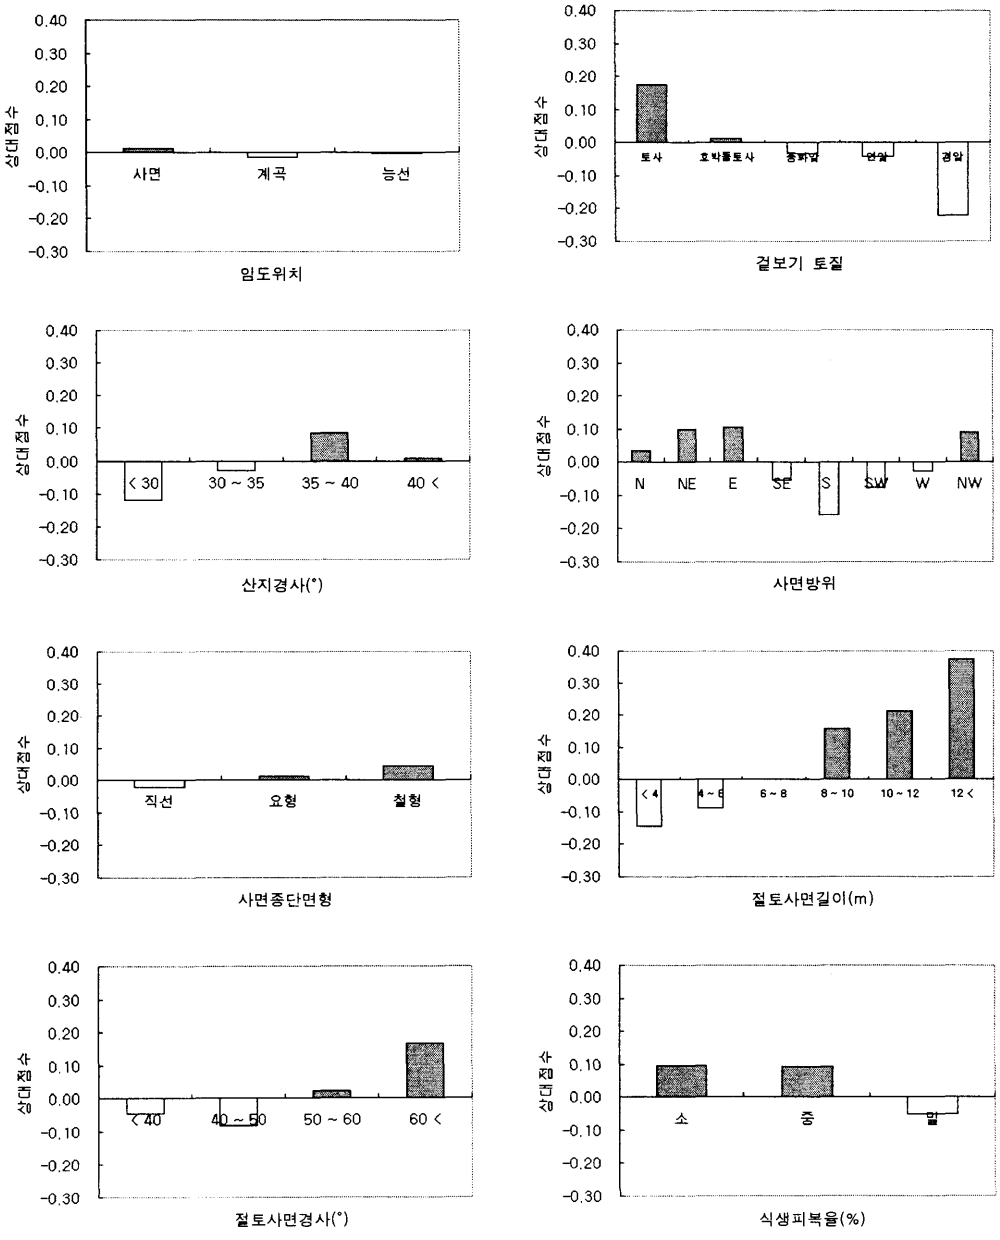 0.40
0.30
0.20
0.10
0.00
-0.10
-0.20
-0.30
상대점수
사면 계곡 능선
임도위치
0.40
0.30
0.20
0.10
0.00
-0.10
-0.20
-0.30
상대점수
토사 호박돌토사 풍화암 연암 경암
겉보기 토질
0.40
0.30
0.20
0.10
0.00
-0.10
-0.20
-0.30
상대점수
< 30 30 ~ 35 35 ~ 40 40 <
산지경사(°)
0.40
0.30
0.20
0.10
0.00
-0.10
-0.20
-0.30
상대점수
N NE E SE S SW W NW
사면방위
0.40
0.30
0.20
0.10
0.00
-0.10
-0.20
-0.30
상대점수
직선 요형 철형
사면종단면형
0.40
0.30
0.20
0.10
0.00
-0.10
-0.20
-0.30
상대점수
< 4 4 ~ 6 6 ~ 8 8 ~ 10 10 ~ 12 12 <
절토사면길이(m)
0.40
0.30
0.20
0.10
0.00
-0.10
-0.20
-0.30
상대점수
< 40 40 ~ 50 50 ~ 60 60 <
절토사면경사(°)
0.40
0.30
0.20
0.10
0.00
-0.10
-0.20
-0.30
상대점수
소 중 밀
식생피복율(%)